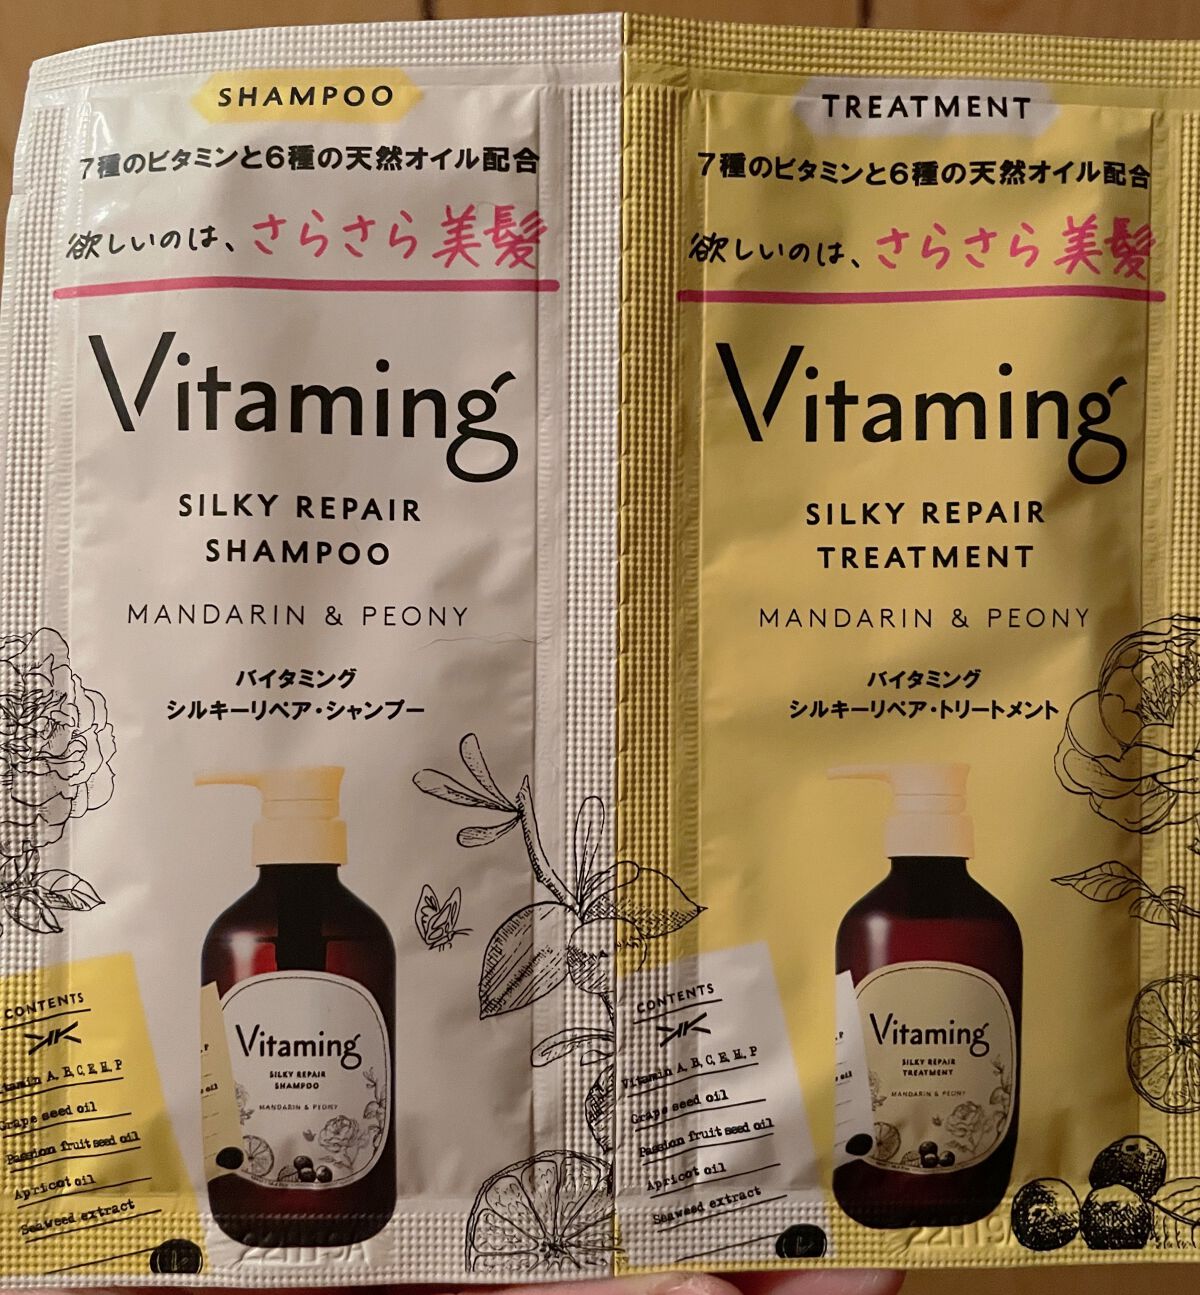 SHAMPOO
7種のビタミンと6種の天然オイル配合
欲しいのは、さらさら美髪
Vitaming
SILKY REPAIR
SHAMPOO
MANDARIN & PEONY
バイタミング
シルキーリペア・シャンプー
CONTENTS
Vitamin A, B, C, E, H, P
Grape seed oil
Passion fruit seed oil
Apricot oil
Seaweed extract
Vitaming
SILKY REPAIR
SHAMPOO
MANDARIN & PEONY
TREATMENT
7種のビタミンと6種の天然オイル配合
欲しいのは、さらさら美髪
Vitaming
SILKY REPAIR
TREATMENT
MANDARIN & PEONY
バイタミング
シルキーリペア・トリートメント
CONTENTS
Vitamin A, B, C, E, H, P
Grape seed oil
Passion fruit seed oil
Apricot oil
Seaweed extract
Vitaming
SILKY REPAIR
TREATMENT
MANDARIN & PEONY